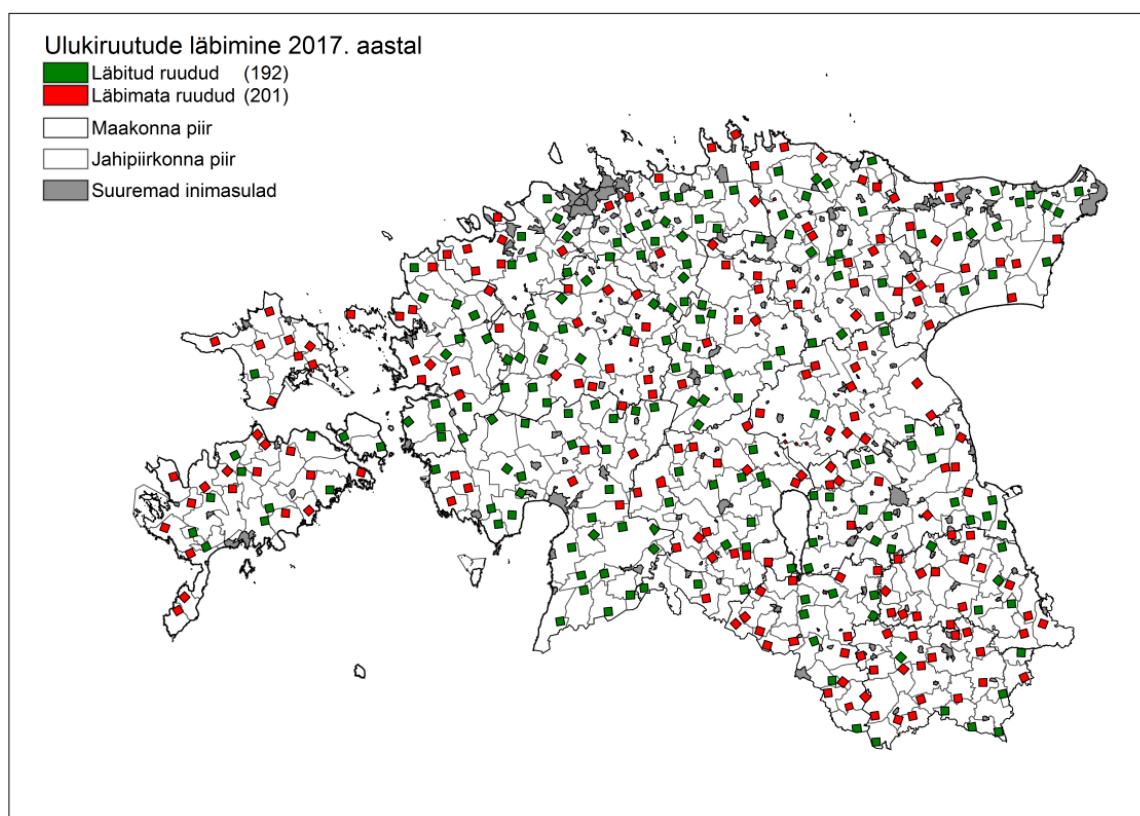 Ulukiruutude läbimine 2017. aastal
Läbitud ruudud (192)
Läbimata ruudud (201)
Maakonna piir
Jahipiirkonna piir
Suuremad inimasulad